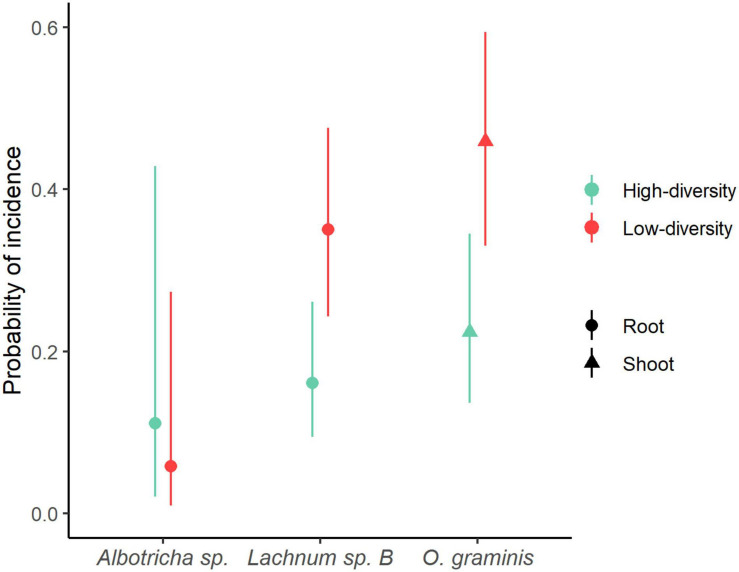 Probability of incidence
0.6
0.4
0.2
0.0
Albotricha sp.
Lachnum sp. B
O. graminis
High-diversity
Low-diversity
Root
Shoot